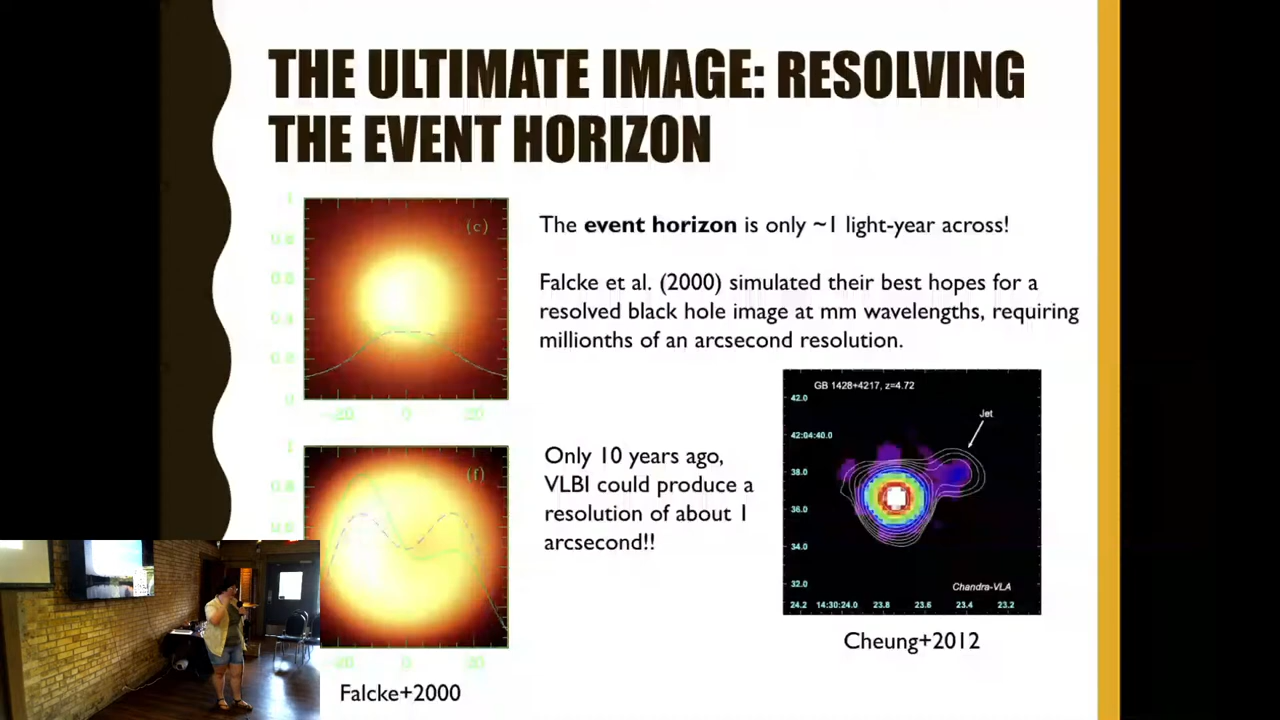 THE ULTIMATE IMAGE: RESOLVING
THE EVENT HORIZON
(c)
The event horizon is only ~1 light-year across!
Falcke et al. (2000) simulated their best hopes for a
resolved black hole image at mm wavelengths, requiring
millionths of an arcsecond resolution.
-20 0 20
(f)
Only 10 years ago,
VLBI could produce a
resolution of about 1
arcsecond!!
GB 1428+4217, z=4.72
Jet
42.0
42:04:40.0
38.0
36.0
34.0
32.0
Chandra-VLA
24.2 14:30:24.0 23.8 23.6 23.4 23.2
Cheung+2012
Falcke+2000